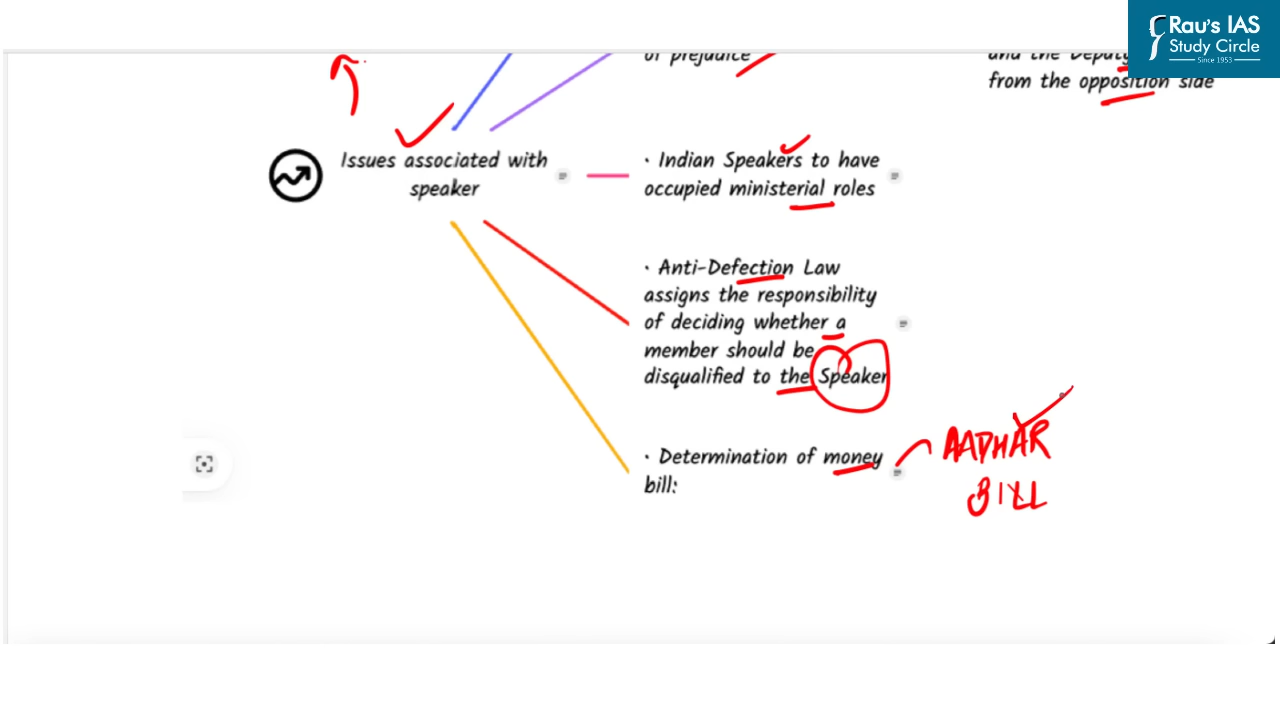 Rau's IAS
Study Circle
Since 1953
of prejudice
and the Deputy
from the opposition side
Issues associated with
speaker
· Indian Speakers to have
occupied ministerial roles
· Anti-Defection Law
assigns the responsibility
of deciding whether a
member should be
disqualified to the Speaker
· Determination of money
bill:
AADHAR
BILL